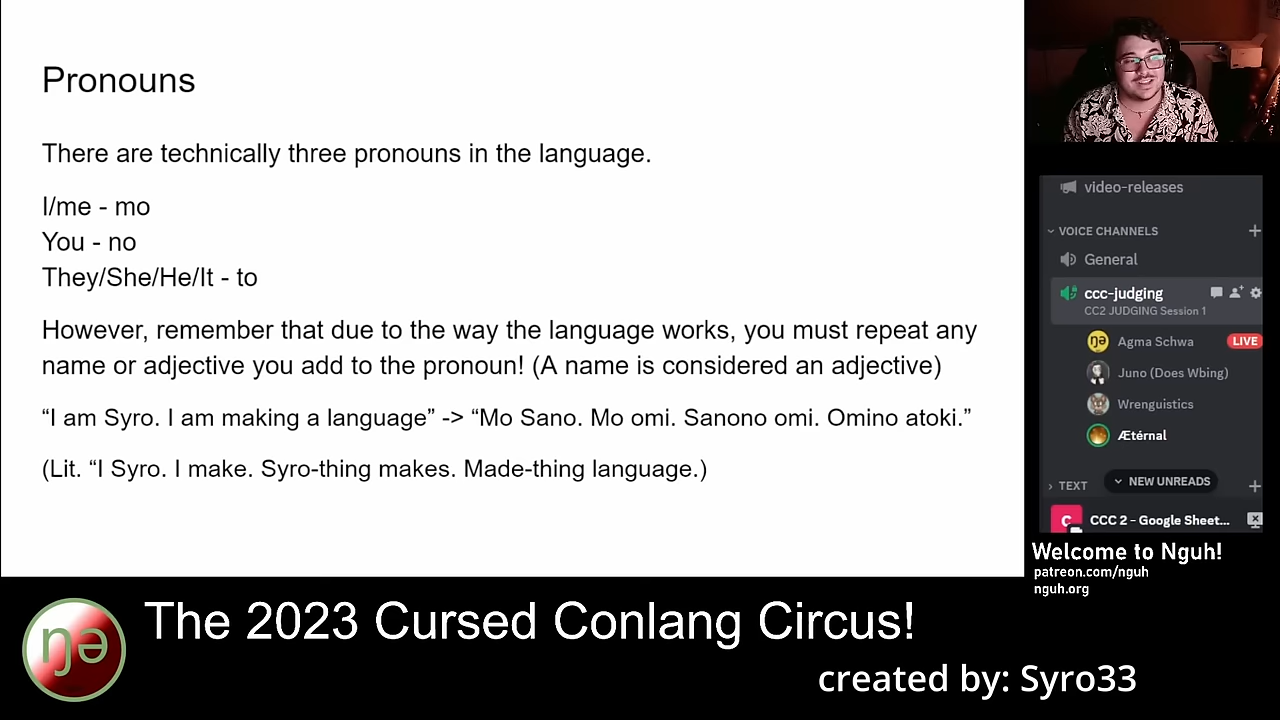 Pronouns
There are technically three pronouns in the language.
I/me - mo
You - no
They/She/He/It - to
However, remember that due to the way the language works, you must repeat any
name or adjective you add to the pronoun! (A name is considered an adjective)
“I am Syro. I am making a language” -> “Mo Sano. Mo omi. Sanono omi. Omino atoki.”
(Lit. “I Syro. I make. Syro-thing makes. Made-thing language.)
video-releases
VOICE CHANNELS
General
ccc-judging
CC2 JUDGING Session 1
ŋə Agma Schwa LIVE
Juno (Does Wbing)
Wrenguistics
Ætérnal
TEXT NEW UNREADS
C CCC 2 - Google Sheet...
Welcome to Nguh!
patreon.com/nguh
nguh.org
ŋə
The 2023 Cursed Conlang Circus!
created by: Syro33